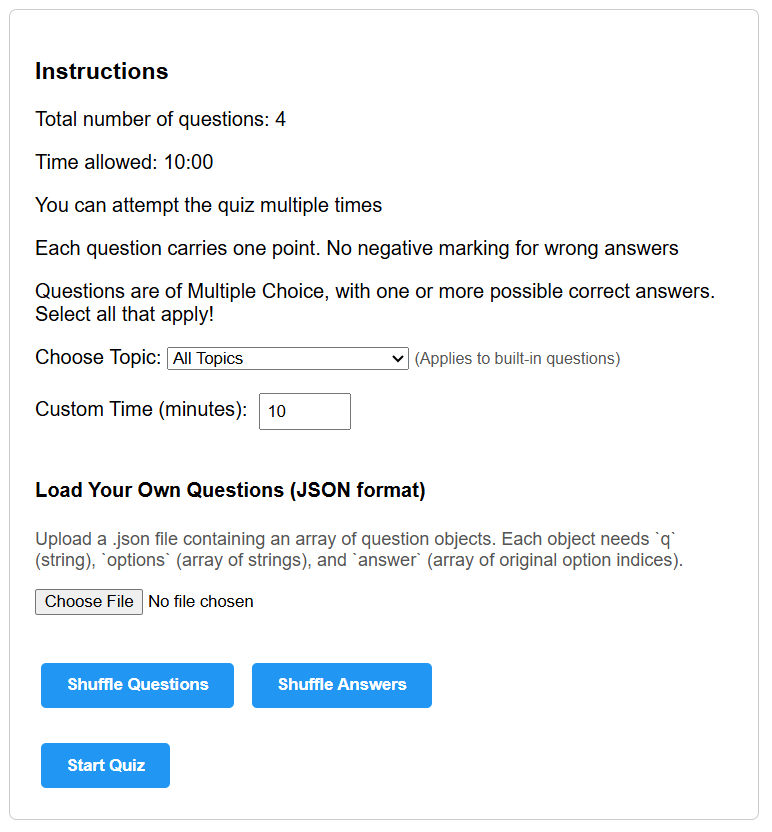 Instructions
Total number of questions: 4
Time allowed: 10:00
You can attempt the quiz multiple times
Each question carries one point. No negative marking for wrong answers
Questions are of Multiple Choice, with one or more possible correct answers.
Select all that apply!
Choose Topic: All Topics (Applies to built-in questions)
Custom Time (minutes): 10
Load Your Own Questions (JSON format)
Upload a .json file containing an array of question objects. Each object needs `q`
(string), `options` (array of strings), and `answer` (array of original option indices).
Choose File No file chosen
Shuffle Questions Shuffle Answers
Start Quiz